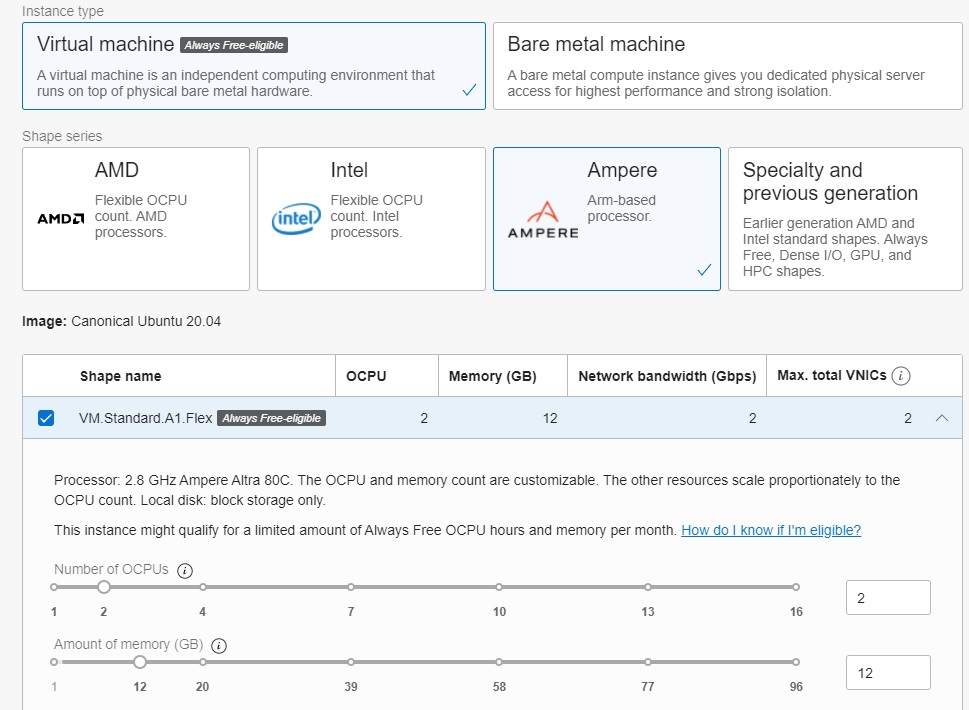 Instance type
Virtual machine Always Free-eligible
A virtual machine is an independent computing environment that
runs on top of physical bare metal hardware.
Bare metal machine
A bare metal compute instance gives you dedicated physical server
access for highest performance and strong isolation.
Shape series
AMD
AMD
Flexible OCPU
count. AMD
processors.
Intel
intel
Flexible OCPU
count. Intel
processors.
Ampere
AMPERE
Arm-based
processor.
Specialty and
previous generation
Earlier generation AMD and
Intel standard shapes. Always
Free, Dense I/O, GPU, and
HPC shapes.
Image: Canonical Ubuntu 20.04
Shape name OCPU Memory (GB) Network bandwidth (Gbps) Max. total VNICs i
VM.Standard.A1.Flex Always Free-eligible 2 12 2 2
Processor: 2.8 GHz Ampere Altra 80C. The OCPU and memory count are customizable. The other resources scale proportionately to the
OCPU count. Local disk: block storage only.
This instance might qualify for a limited amount of Always Free OCPU hours and memory per month. How do I know if I'm eligible?
Number of OCPUs i
1 2 4 7 10 13 16
2
Amount of memory (GB) i
1 12 20 39 58 77 96
12